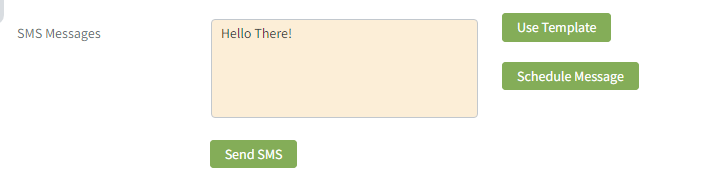 SMS Messages
Hello There!
Use Template
Schedule Message
Send SMS